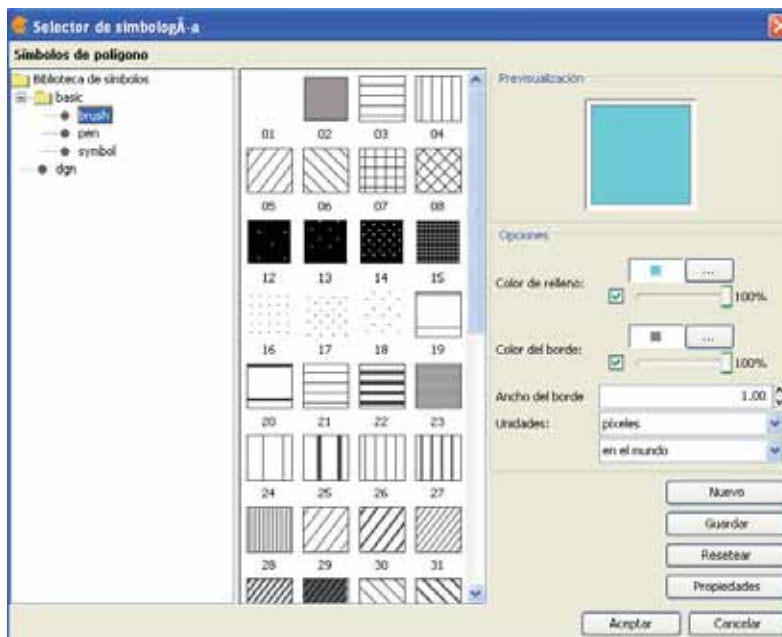 Selector de simbologÃ-a
Símbolos de polígono
Biblioteca de símbolos
basic
brush
pen
symbol
dgn
01 02 03 04
05 06 07 08
12 13 14 15
16 17 18 19
20 21 22 23
24 25 26 27
28 29 30 31
Previsualización
Opciones
Color de relleno:
...
100%
Color del borde:
...
100%
Ancho del borde 1.00
Unidades: píxeles
en el mundo
Nuevo
Guardar
Resetear
Propiedades
Aceptar Cancelar